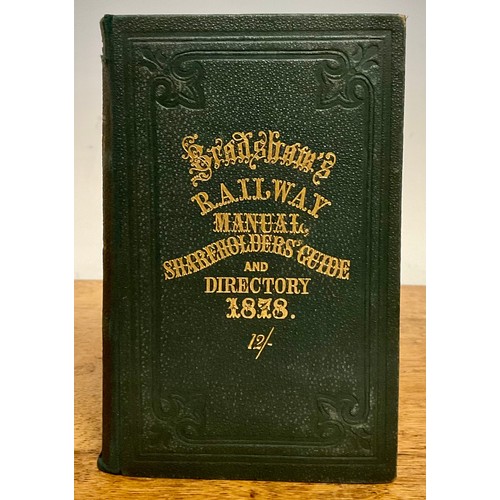 Bradshaw's
RAILWAY
MANUAL,
SHAREHOLDERS' GUIDE
AND
DIRECTORY
1878.
12/-